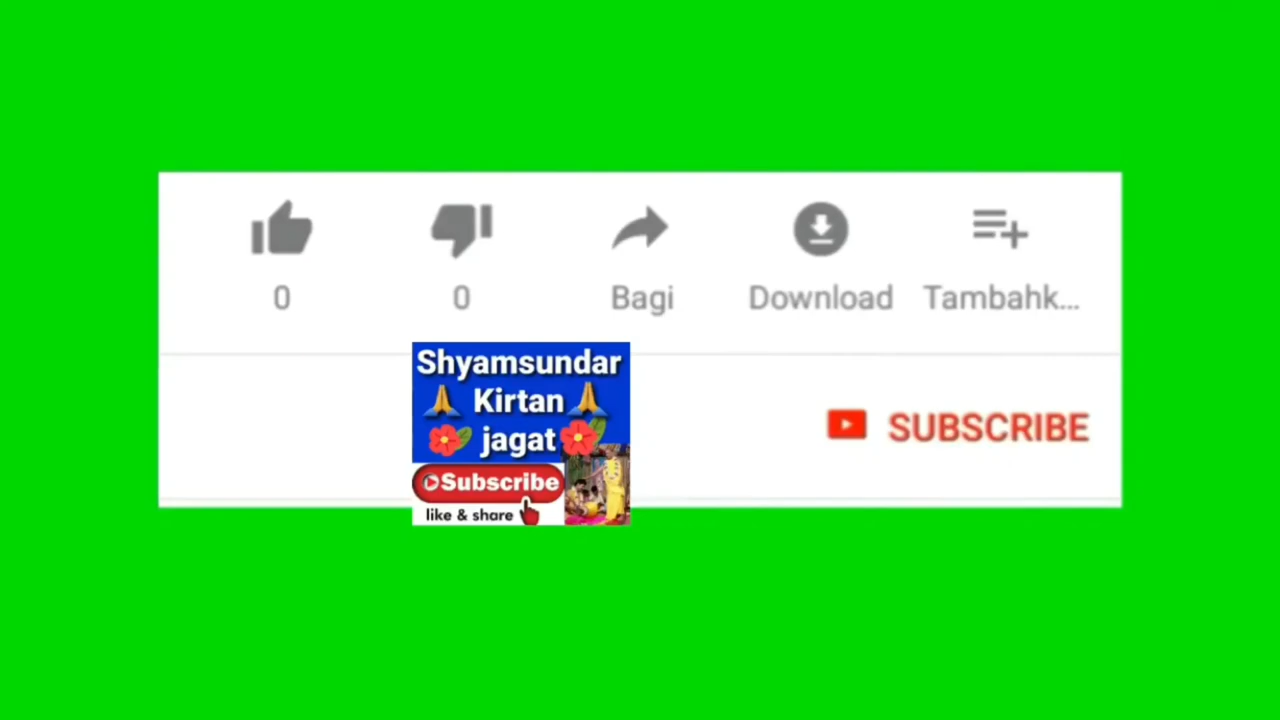 0
0
Bagi
Download
Tambahk...
Shyamsundar
Kirtan
jagat
SUBSCRIBE
Subscribe
like & share